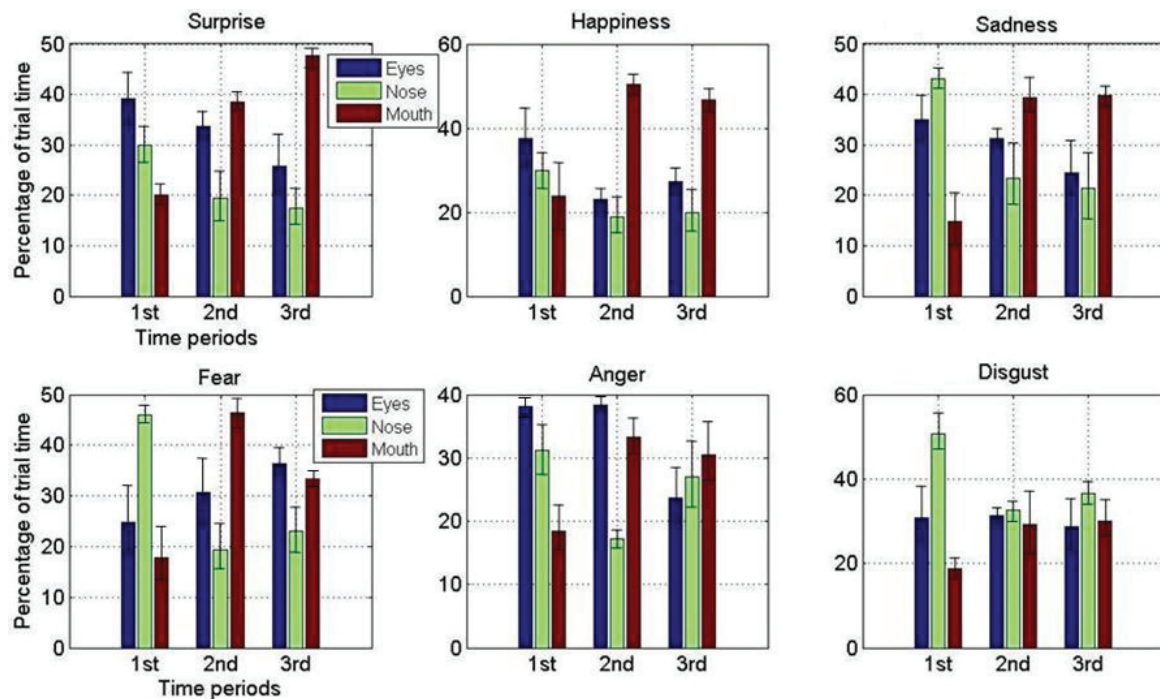 Surprise
Happiness
Sadness
Percentage of trial time
50
40
30
20
10
0
Eyes
Nose
Mouth
60
40
20
0
50
40
30
20
10
0
1st 2nd 3rd
1st 2nd 3rd
1st 2nd 3rd
Time periods
Fear
Anger
Disgust
Percentage of trial time
50
40
30
20
10
0
Eyes
Nose
Mouth
40
30
20
10
0
60
40
20
0
1st 2nd 3rd
1st 2nd 3rd
1st 2nd 3rd
Time periods